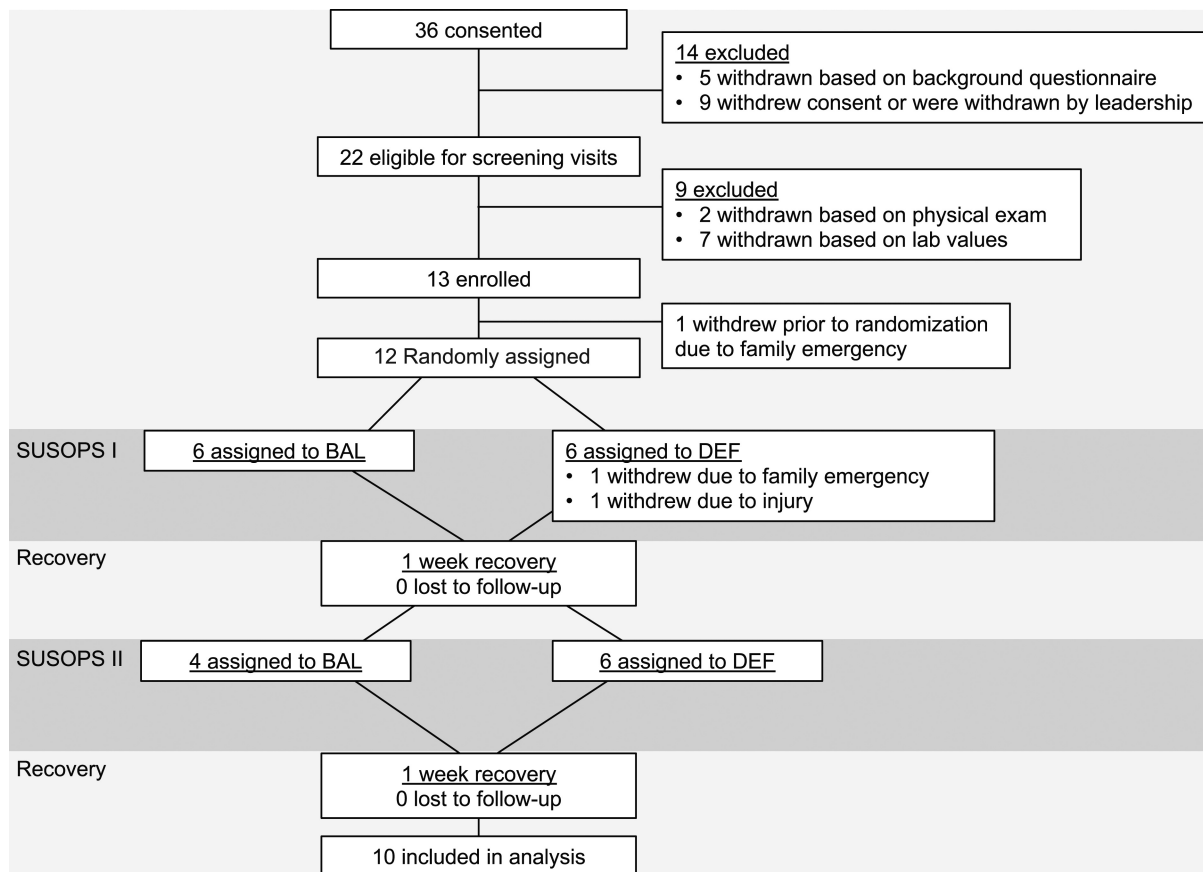 36 consented
14 excluded
• 5 withdrawn based on background questionnaire
• 9 withdrew consent or were withdrawn by leadership
22 eligible for screening visits
9 excluded
• 2 withdrawn based on physical exam
• 7 withdrawn based on lab values
13 enrolled
1 withdrew prior to randomization
due to family emergency
12 Randomly assigned
SUSOPS I
6 assigned to BAL
6 assigned to DEF
• 1 withdrew due to family emergency
• 1 withdrew due to injury
Recovery
1 week recovery
0 lost to follow-up
SUSOPS II
4 assigned to BAL
6 assigned to DEF
Recovery
1 week recovery
0 lost to follow-up
10 included in analysis